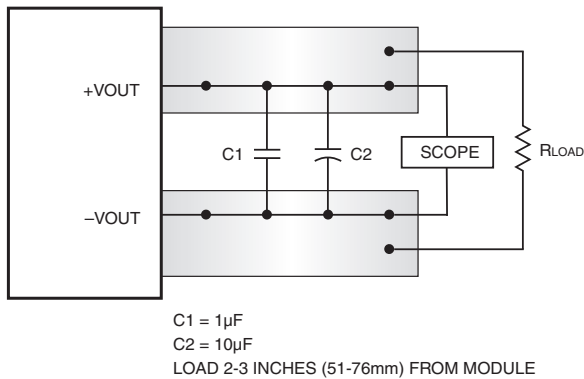 +VOUT
C1
C2
SCOPE
RLOAD
–VOUT
C1 = 1µF
C2 = 10µF
LOAD 2-3 INCHES (51-76mm) FROM MODULE